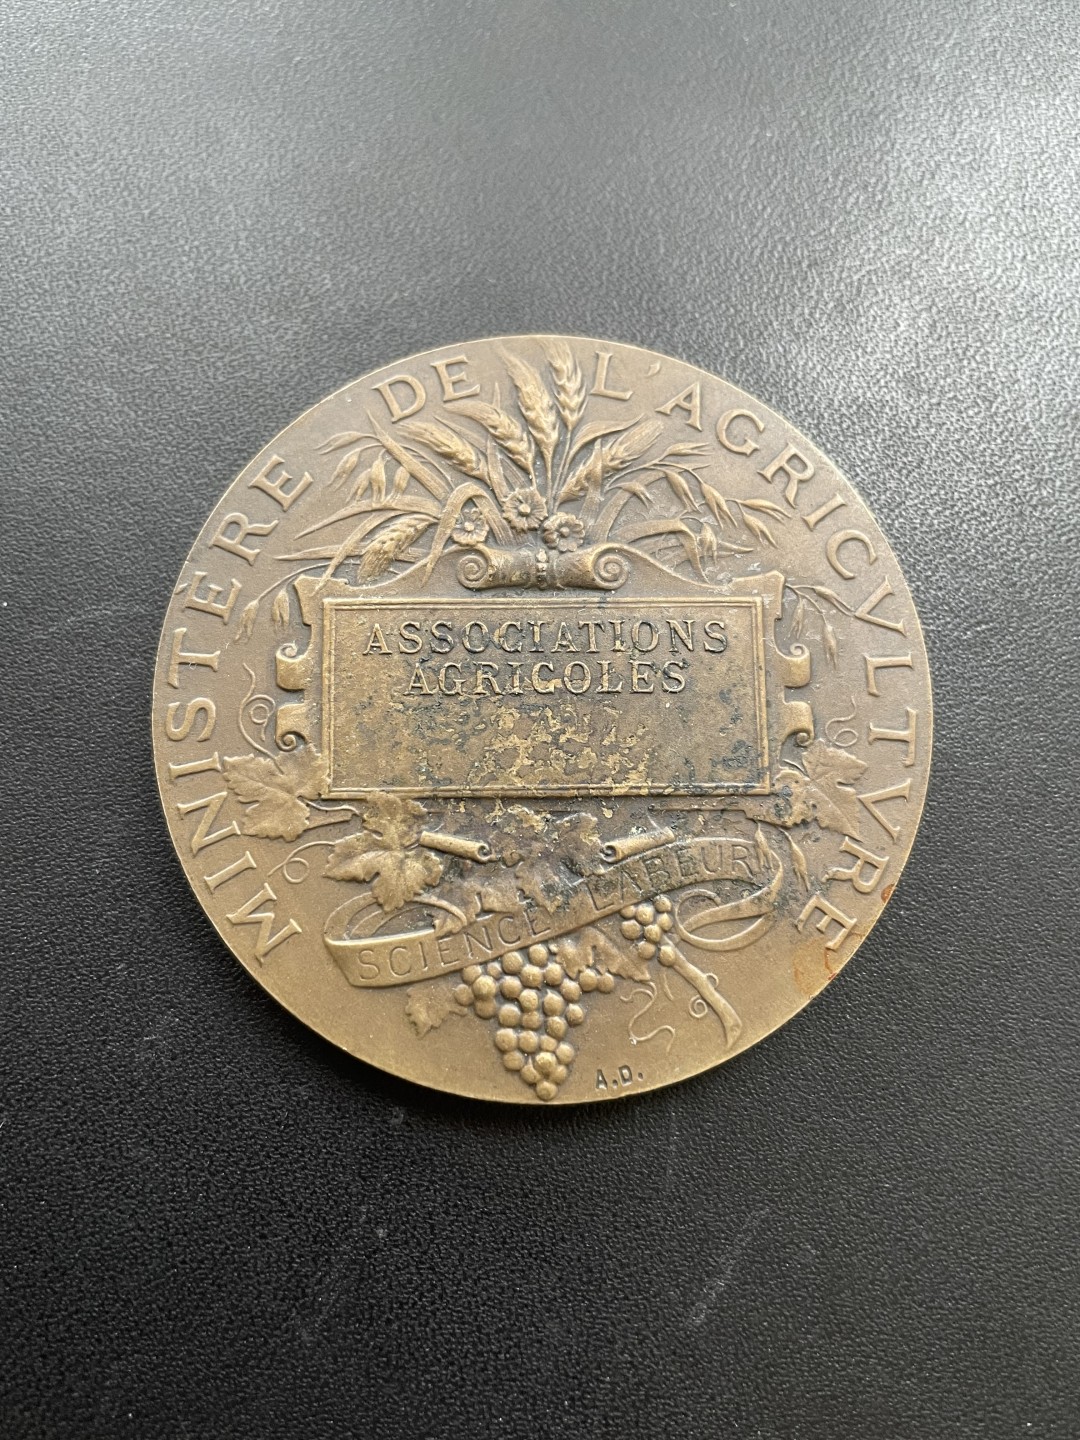 MINISTÈRE DE L'AGRICVLTVRE
ASSOCIATIONS
AGRICOLES
SCIENCE LABEUR
A.D.